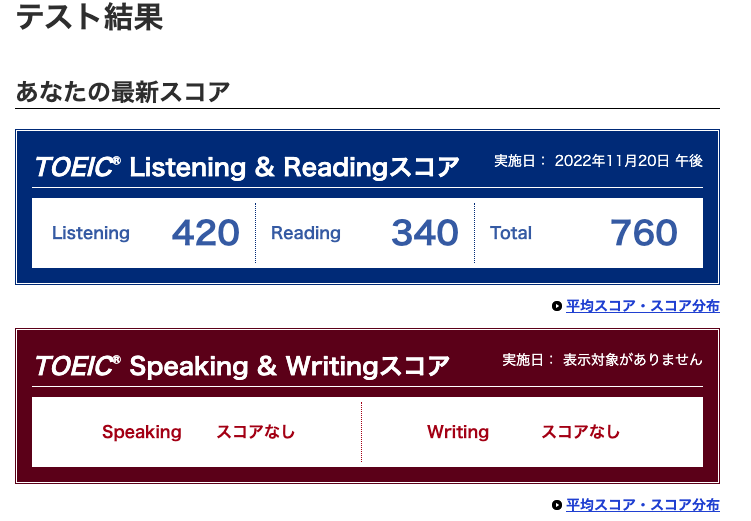 テスト結果
あなたの最新スコア
TOEIC® Listening & Readingスコア 実施日： 2022年11月20日 午後
Listening 420 Reading 340 Total 760
平均スコア・スコア分布
TOEIC® Speaking & Writingスコア 実施日： 表示対象がありません
Speaking スコアなし Writing スコアなし
平均スコア・スコア分布